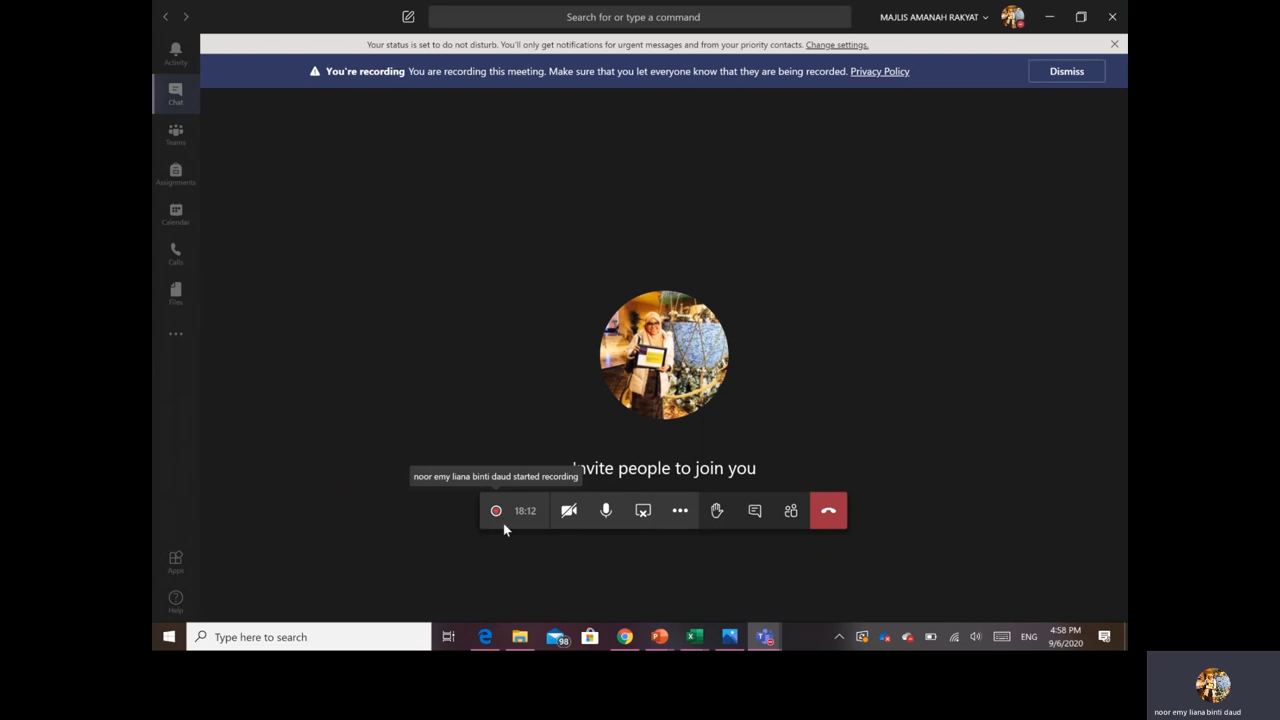 Search for or type a command
MAJLIS AMANAH RAKYAT
Your status is set to do not disturb. You'll only get notifications for urgent messages and from your priority contacts. Change settings.
You're recording You are recording this meeting. Make sure that you let everyone know that they are being recorded. Privacy Policy
Dismiss
Activity
Chat
Teams
Assignments
Calendar
Calls
Files
Invite people to join you
noor emy liana binti daud started recording
18:12
Apps
Help
Type here to search
98
ENG
4:58 PM
9/6/2020
noor emy liana binti daud